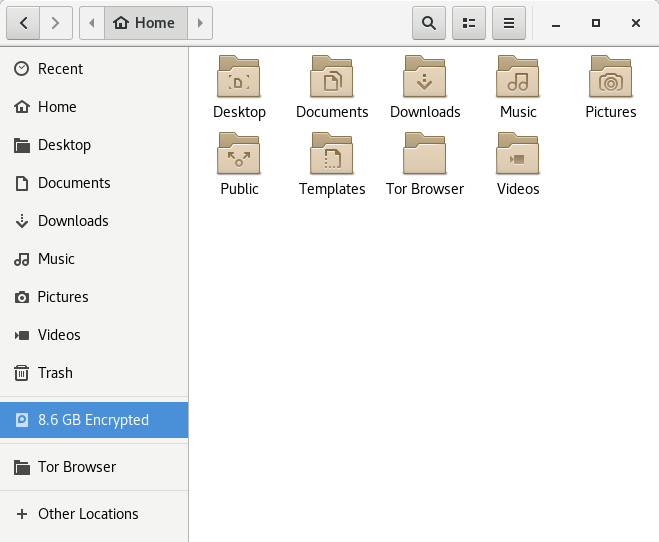 Home
Recent
Home
Desktop
Documents
Downloads
Music
Pictures
Videos
Trash
8.6 GB Encrypted
Tor Browser
Other Locations
Desktop
Documents
Downloads
Music
Pictures
Public
Templates
Tor Browser
Videos